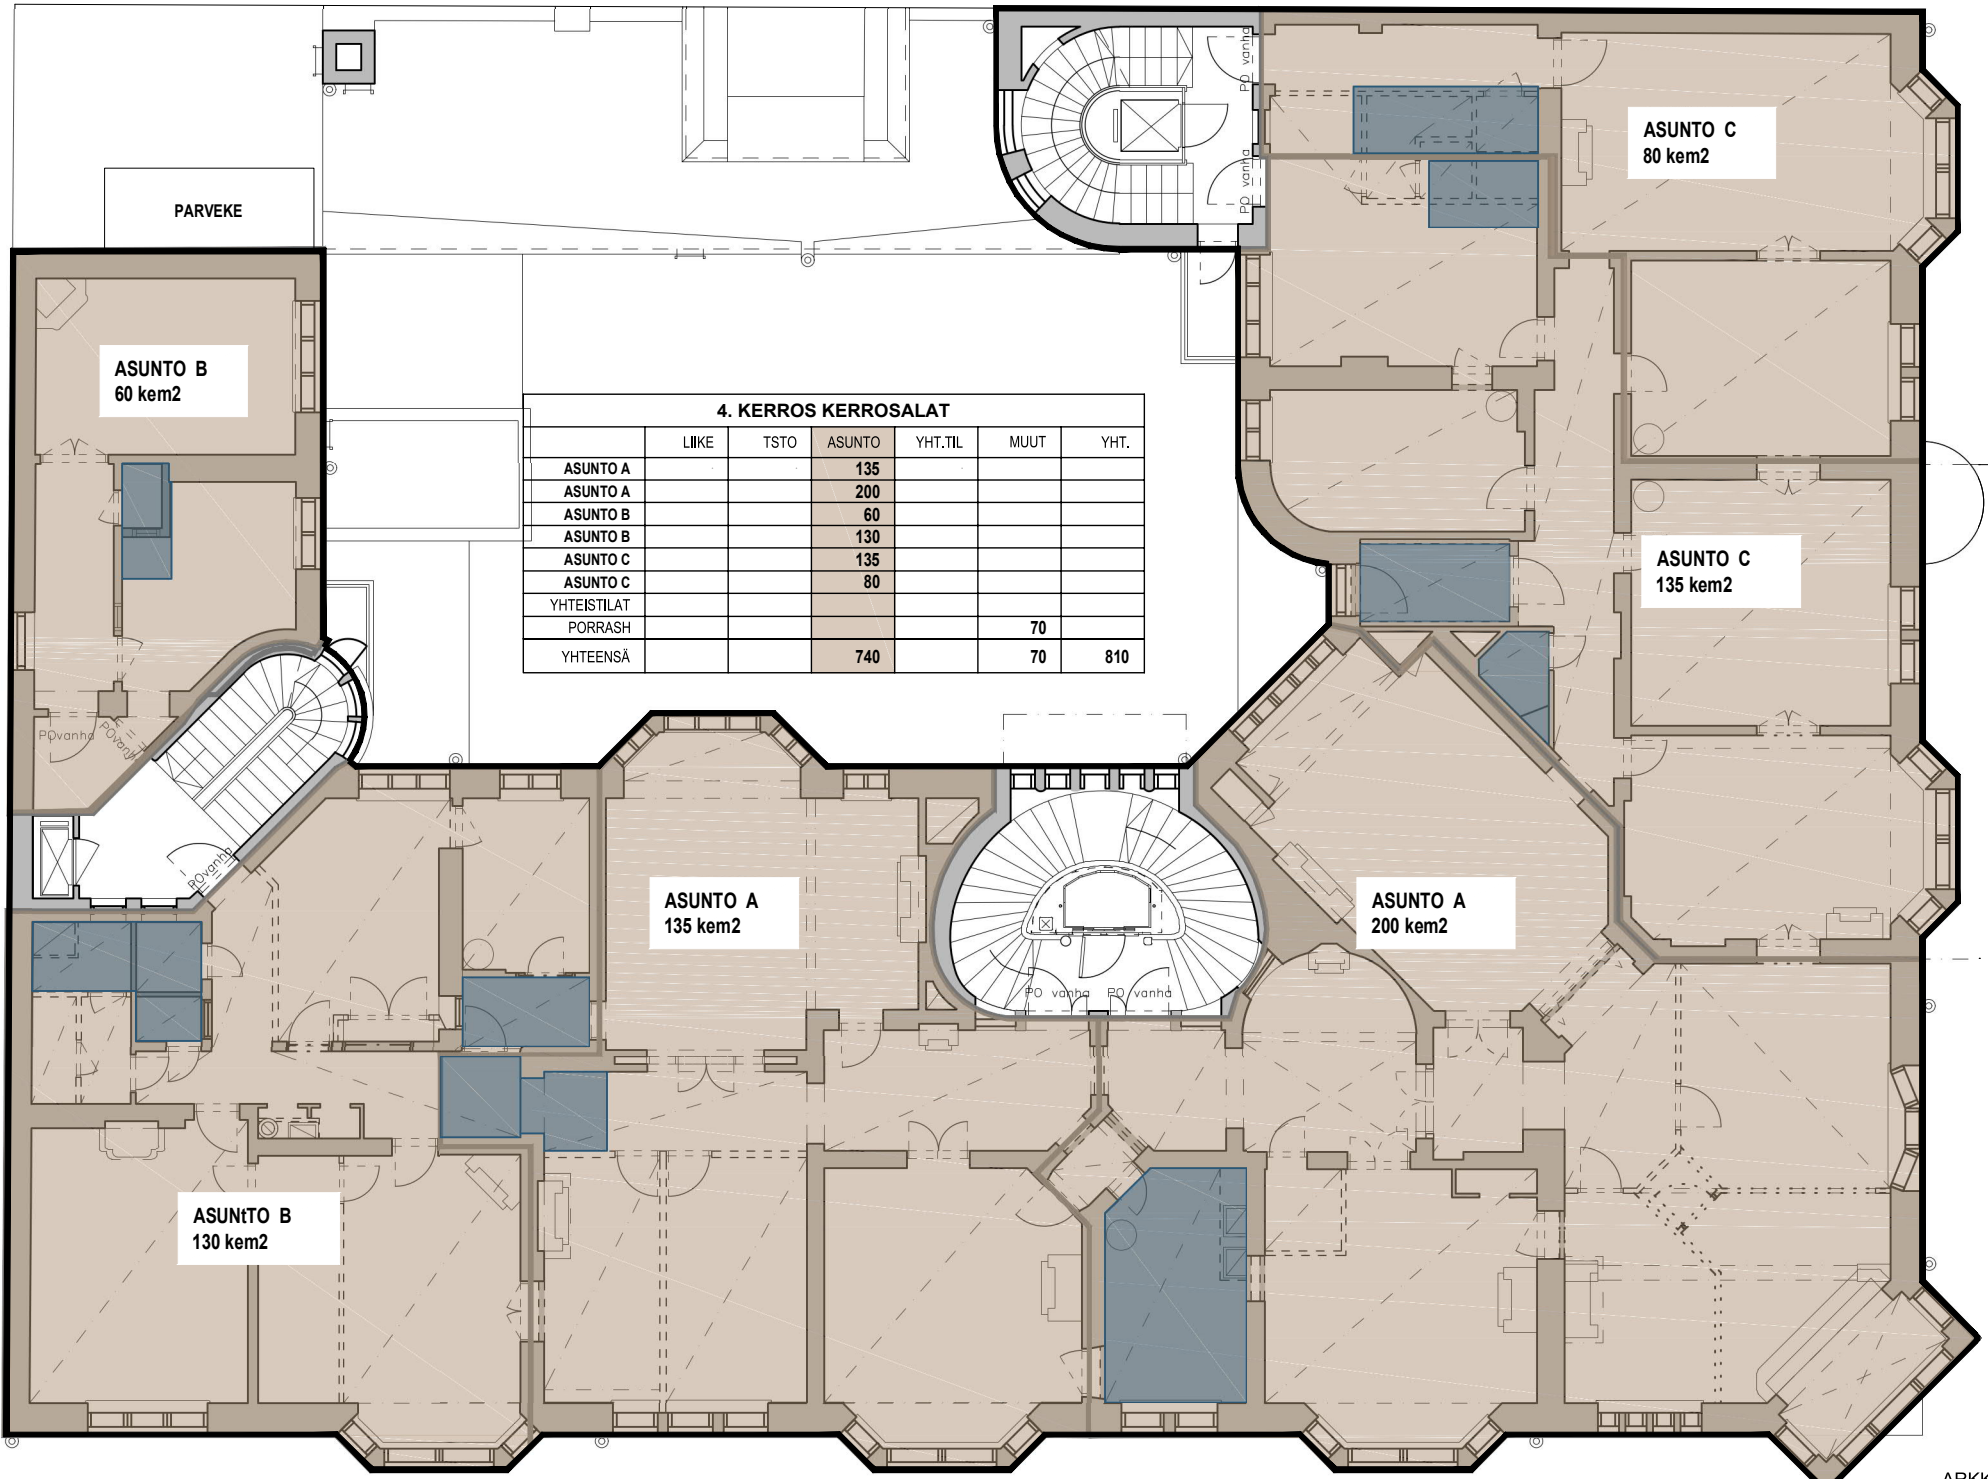 PO vanha
ASUNTO C
80 kem2
PO vanha
PO vanha
PARVEKE
ASUNTO B
60 kem2
4. KERROS KERROSALAT
LIIKE TSTO ASUNTO YHT.TIL MUUT YHT.
ASUNTO A 135
ASUNTO A 200
ASUNTO B 60
ASUNTO B 130
ASUNTO C 135
ASUNTO C 80
YHTEISTILAT
PORRASH 70
YHTEENSÄ 740 70 810
ASUNTO C
135 kem2
POvanha
POvanha
POvanha
ASUNTO A
135 kem2
ASUNTO A
200 kem2
PO vanha PO vanha
ASUNtTO B
130 kem2